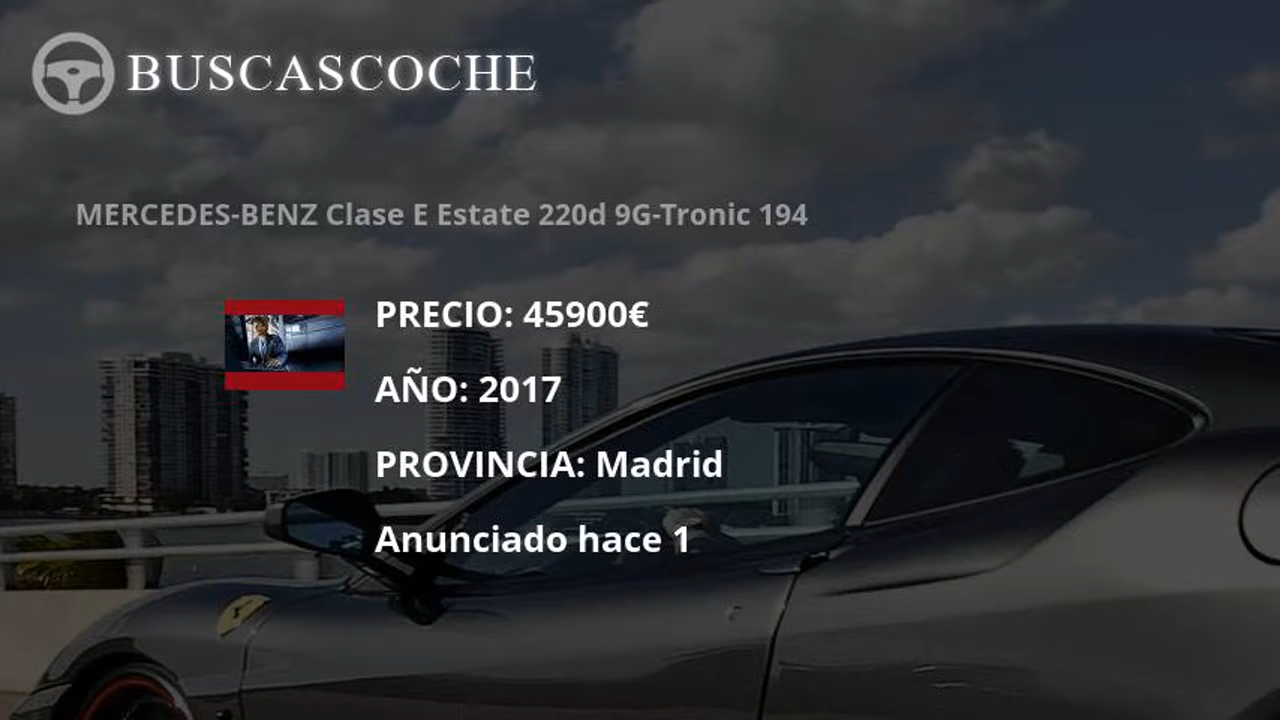 BUSCASCOCHE
MERCEDES-BENZ Clase E Estate 220d 9G-Tronic 194
PRECIO: 45900€
AÑO: 2017
PROVINCIA: Madrid
Anunciado hace 1